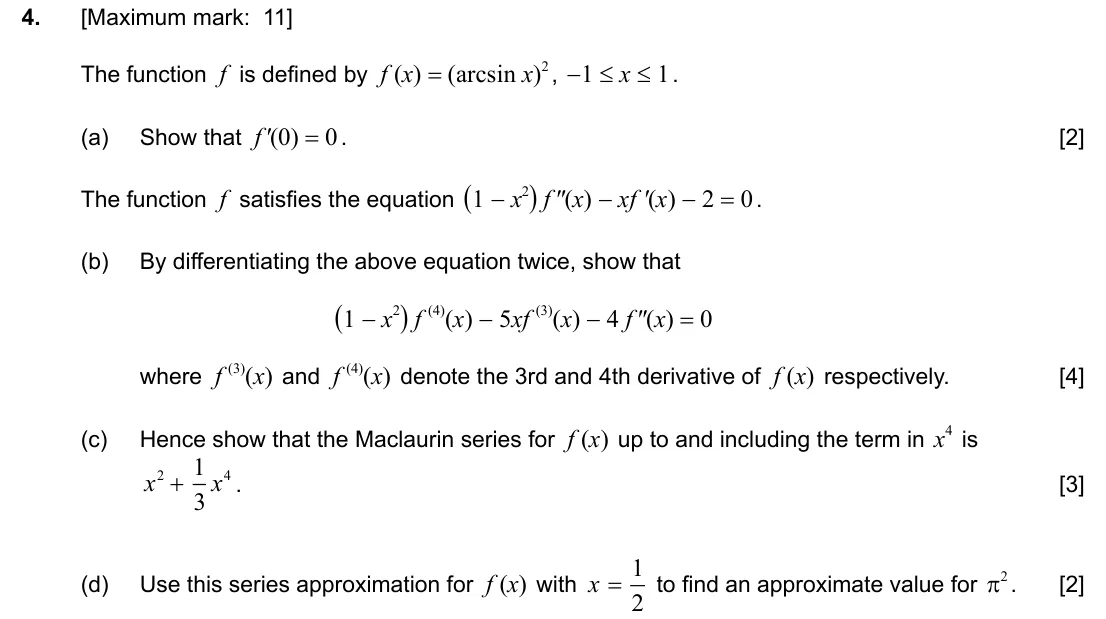 4. [Maximum mark: 11]
The function f is defined by f(x) = (arcsin x)², −1 ≤ x ≤ 1.
(a) Show that f′(0) = 0. [2]
The function f satisfies the equation (1 − x²)f″(x) − xf′(x) − 2 = 0.
(b) By differentiating the above equation twice, show that
(1 − x²)f⁽⁴⁾(x) − 5xf⁽³⁾(x) − 4f″(x) = 0
where f⁽³⁾(x) and f⁽⁴⁾(x) denote the 3rd and 4th derivative of f(x) respectively. [4]
(c) Hence show that the Maclaurin series for f(x) up to and including the term in x⁴ is
x² + 1/3 x⁴. [3]
(d) Use this series approximation for f(x) with x = 1/2 to find an approximate value for π². [2]